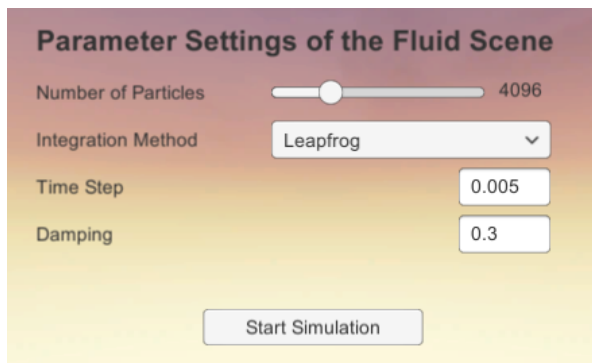 Parameter Settings of the Fluid Scene
Number of Particles 4096
Integration Method Leapfrog
Time Step 0.005
Damping 0.3
Start Simulation